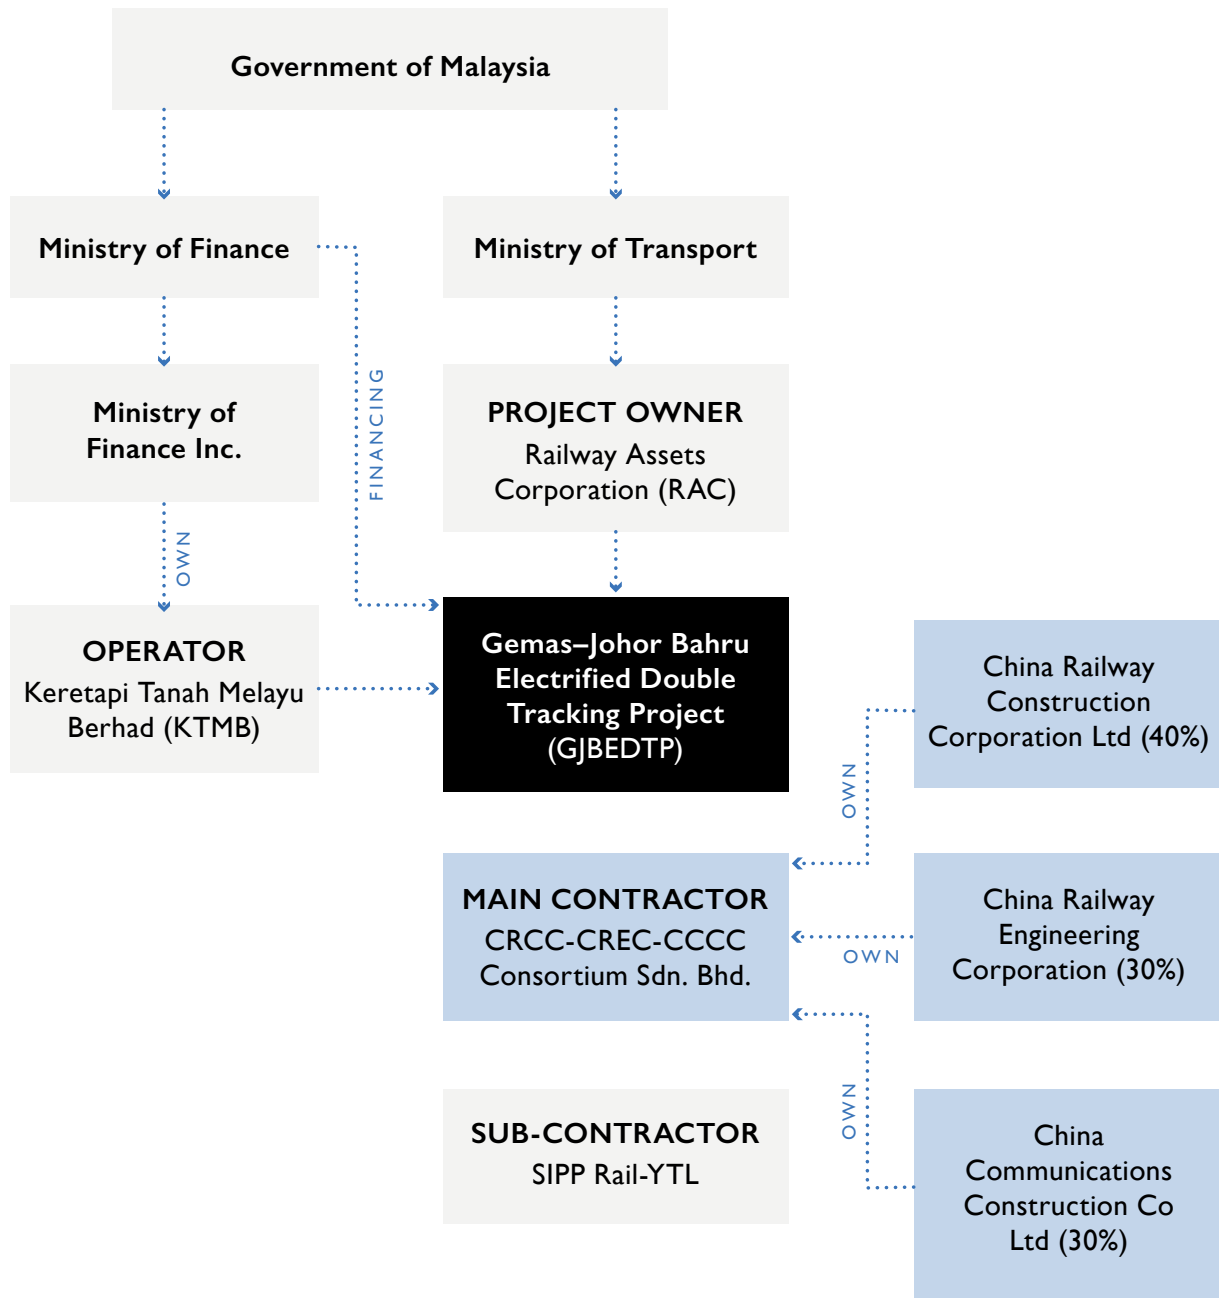 Government of Malaysia
Ministry of Finance
Ministry of Transport
Ministry of
Finance Inc.
FINANCING
PROJECT OWNER
Railway Assets
Corporation (RAC)
OWN
OPERATOR
Keretapi Tanah Melayu
Berhad (KTMB)
Gemas–Johor Bahru
Electrified Double
Tracking Project
(GJBEDTP)
China Railway
Construction
Corporation Ltd (40%)
OWN
MAIN CONTRACTOR
CRCC-CREC-CCCC
Consortium Sdn. Bhd.
OWN
China Railway
Engineering
Corporation (30%)
SUB-CONTRACTOR
SIPP Rail-YTL
OWN
China
Communications
Construction Co
Ltd (30%)